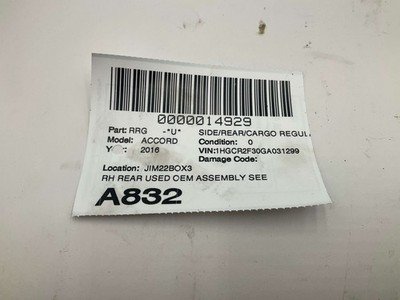 0000014929
Part: RRG -"U" SIDE/REAR/CARGO REGUL
Model: ACCORD Condition: 0
2016 VIN:1HGCR2F30GA031299
Damage Code:
Location: JIM22BOX3
RH REAR USED OEM ASSEMBLY SEE
A832